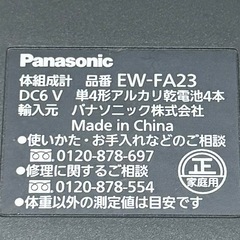 Panasonic
体組成計 品番 EW-FA23
DC6 V 単4形アルカリ乾電池4本
輸入元 パナソニック株式会社
Made in China
●使いかた・お手入れなどのご相談
0120-878-697
●修理に関するご相談
0120-878-554
正
家庭用
●体重以外の測定値は目安です